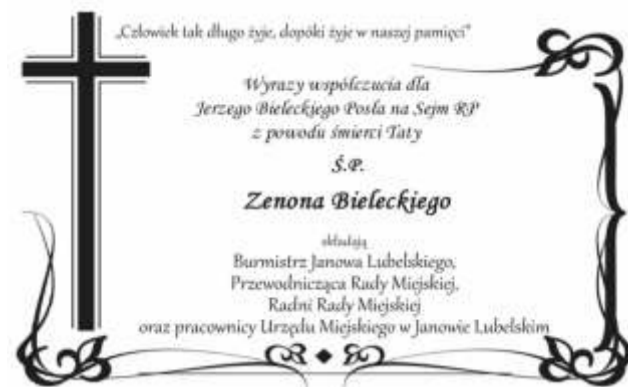 „Człowiek tak długo żyje, dopóki żyje w naszej pamięci"
Wyrazy współczucia dla
Jerzego Bieleckiego Posła na Sejm RP
z powodu śmierci Taty
Ś.P.
Zenona Bieleckiego
składają
Burmistrz Janowa Lubelskiego,
Przewodnicząca Rady Miejskiej,
Radni Rady Miejskiej
oraz pracownicy Urzędu Miejskiego w Janowie Lubelskim